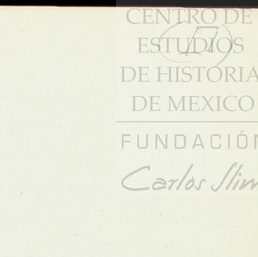 CENTRO DE
ESTUDIOS
DE HISTORIA
DE MEXICO
FUNDACIÓN
Carlos Slim